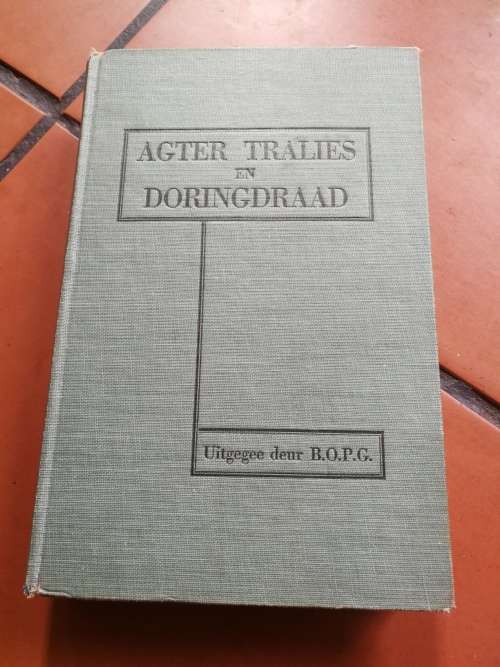 AGTER TRALIES
EN
DORINGDRAAD
Uitgegee deur B.O.P.G.